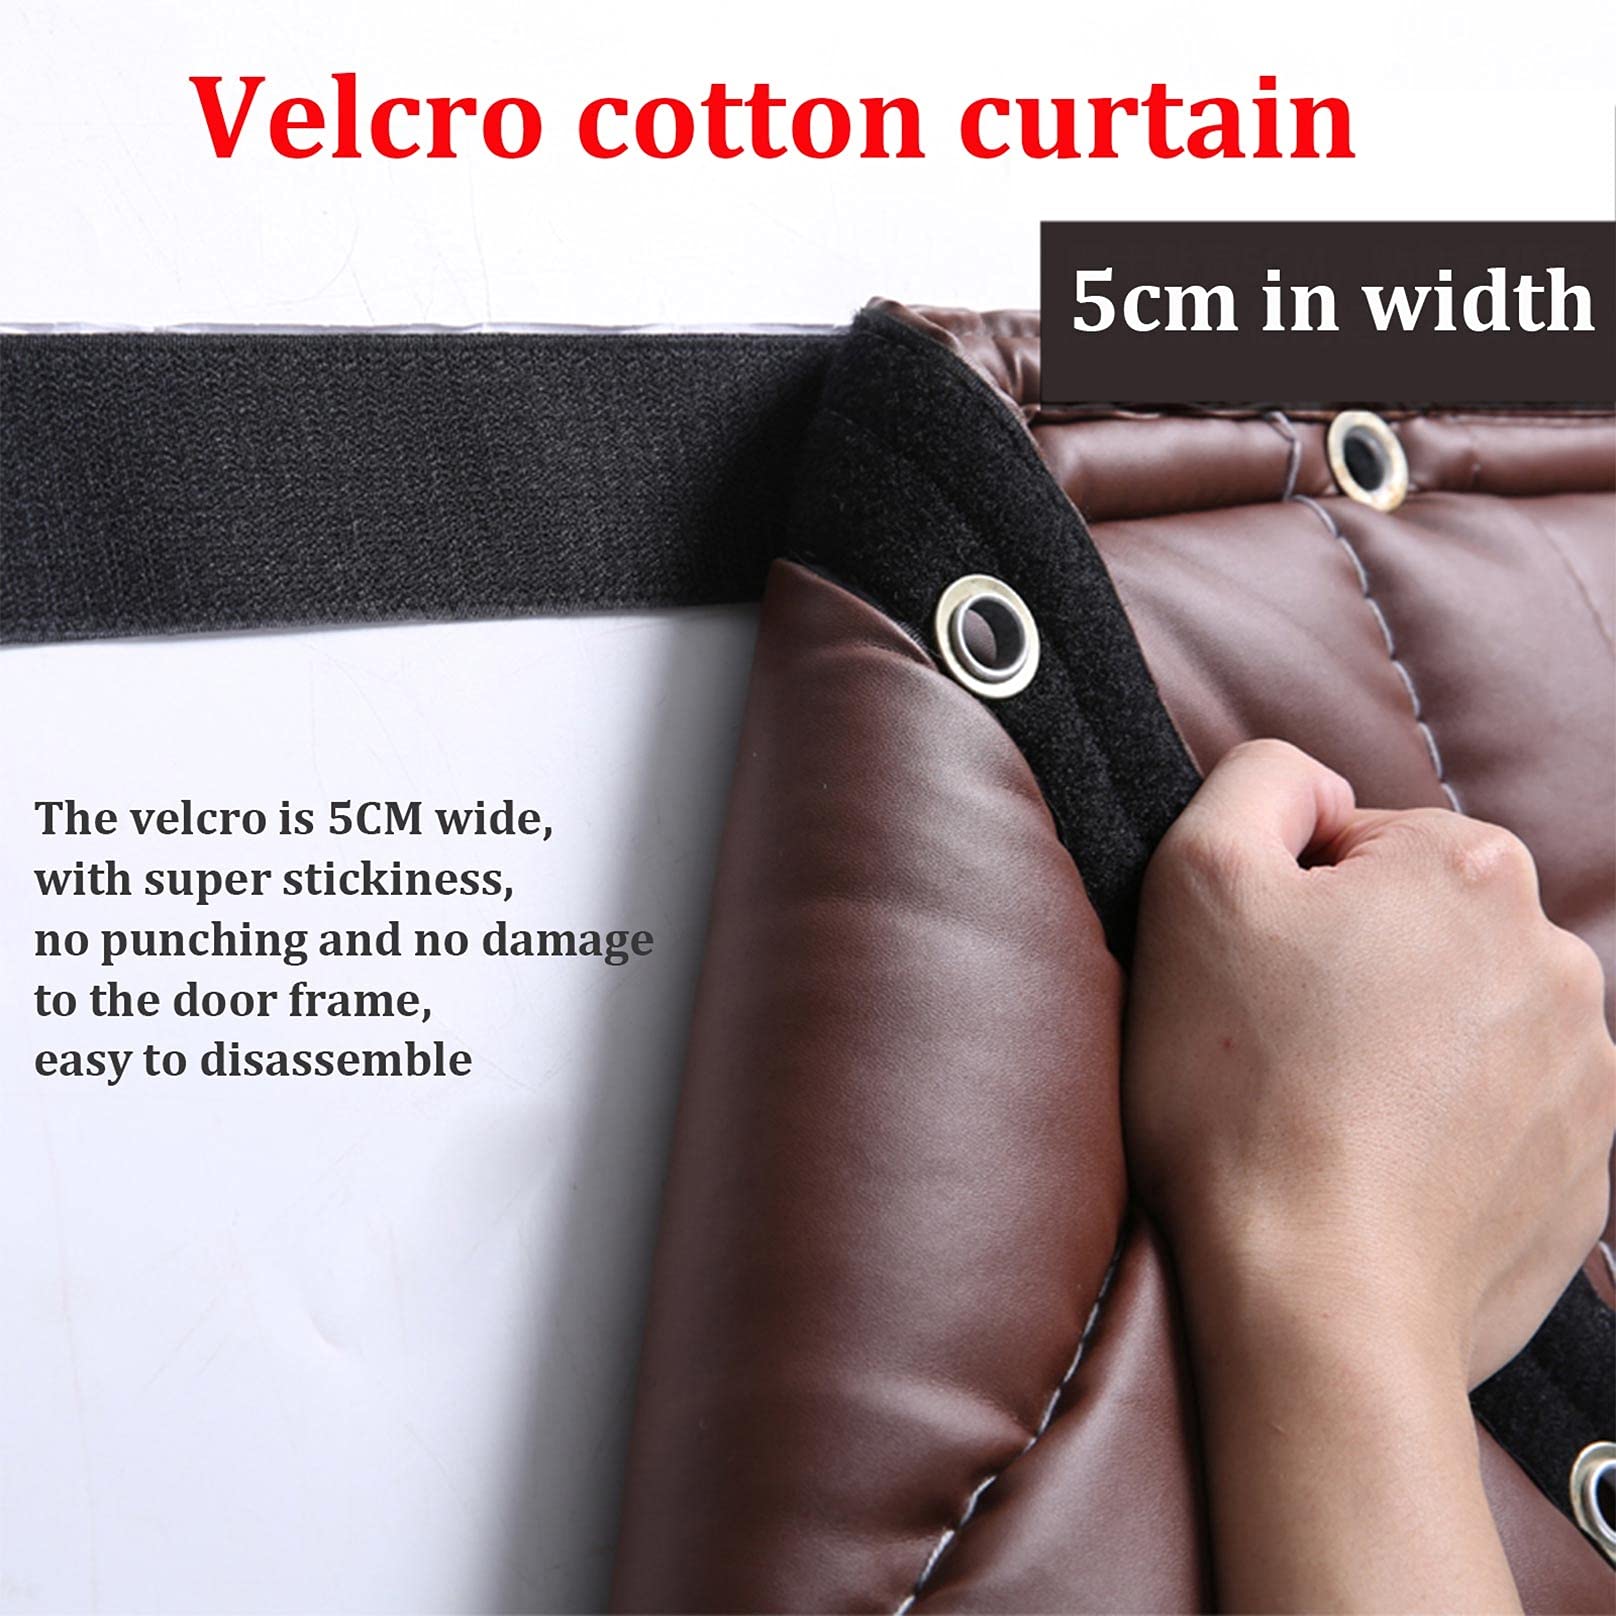 Velcro cotton curtain
5cm in width
The velcro is 5CM wide,
with super stickiness,
no punching and no damage
to the door frame,
easy to disassemble